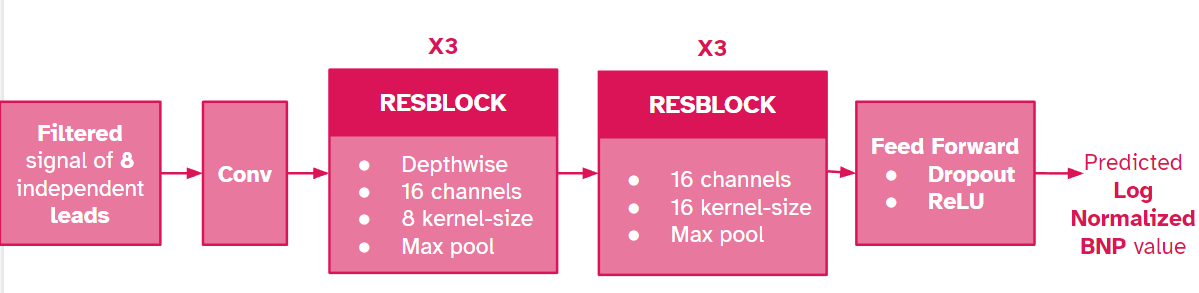 Filtered
signal of 8
independent
leads
Conv
X3
RESBLOCK
● Depthwise
● 16 channels
● 8 kernel-size
● Max pool
X3
RESBLOCK
● 16 channels
● 16 kernel-size
● Max pool
Feed Forward
● Dropout
● ReLU
Predicted
Log
Normalized
BNP value